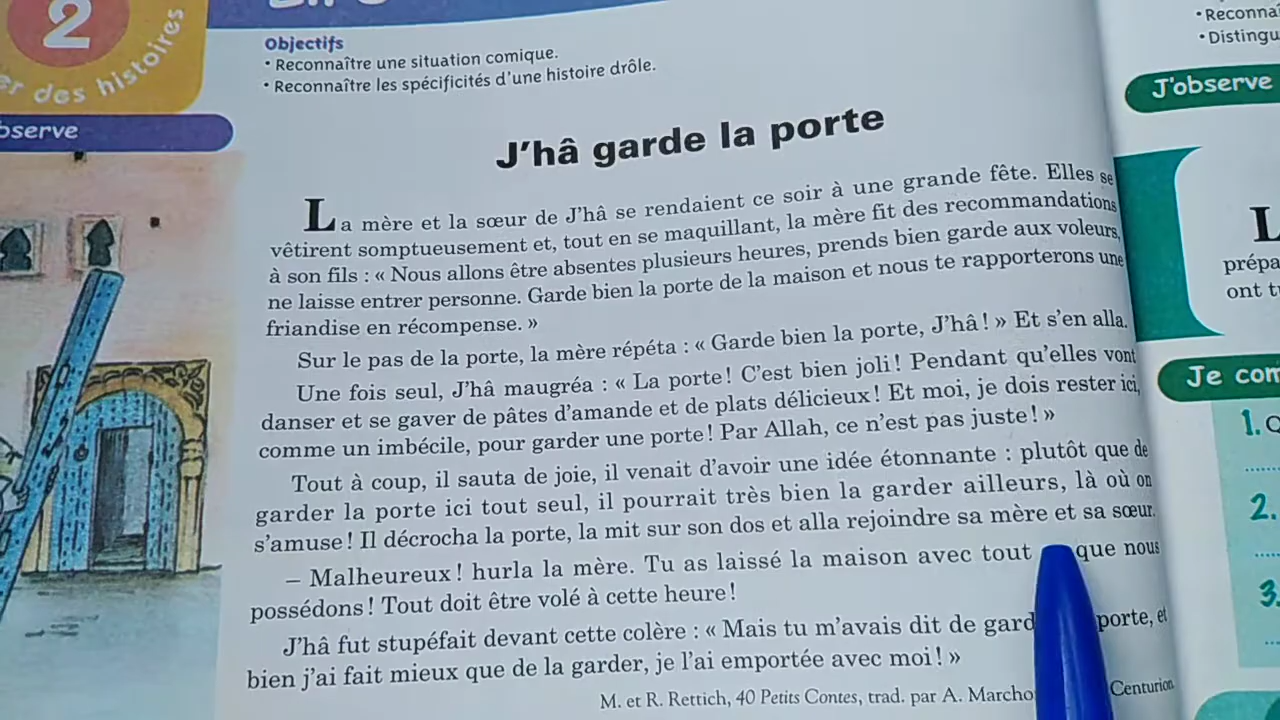 2
er des histoires
Objectifs
• Reconnaître une situation comique.
• Reconnaître les spécificités d'une histoire drôle.
bserve
J'hâ garde la porte
La mère et la sœur de J'hâ se rendaient ce soir à une grande fête. Elles se
vêtirent somptueusement et, tout en se maquillant, la mère fit des recommandations
à son fils : « Nous allons être absentes plusieurs heures, prends bien garde aux voleurs,
ne laisse entrer personne. Garde bien la porte de la maison et nous te rapporterons une
friandise en récompense. »
Sur le pas de la porte, la mère répéta : « Garde bien la porte, J'hâ ! » Et s'en alla.
Une fois seul, J'hâ maugréa : « La porte ! C'est bien joli ! Pendant qu'elles vont
danser et se gaver de pâtes d'amande et de plats délicieux ! Et moi, je dois rester ici,
comme un imbécile, pour garder une porte ! Par Allah, ce n'est pas juste ! »
Tout à coup, il sauta de joie, il venait d'avoir une idée étonnante : plutôt que de
garder la porte ici tout seul, il pourrait très bien la garder ailleurs, là où on
s'amuse ! Il décrocha la porte, la mit sur son dos et alla rejoindre sa mère et sa sœur.
– Malheureux ! hurla la mère. Tu as laissé la maison avec tout que nous
possédons ! Tout doit être volé à cette heure !
J'hâ fut stupéfait devant cette colère : « Mais tu m'avais dit de gard porte, et
bien j'ai fait mieux que de la garder, je l'ai emportée avec moi ! »
M. et R. Rettich, 40 Petits Contes, trad. par A. Marcho Centurion
• Reconna
• Distingu
J'observe
L
prépa
ont t
Je com
1. Q
2.
3.